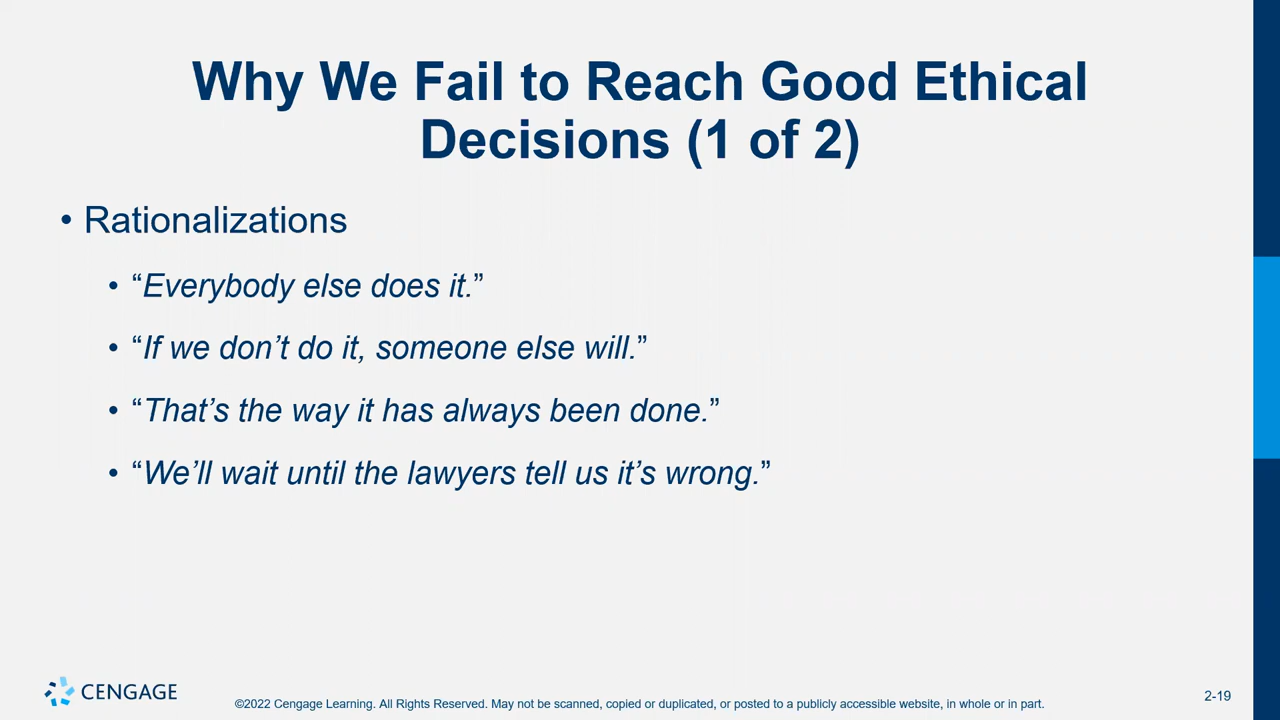 Why We Fail to Reach Good Ethical
Decisions (1 of 2)
• Rationalizations
• “Everybody else does it.”
• “If we don’t do it, someone else will.”
• “That’s the way it has always been done.”
• “We’ll wait until the lawyers tell us it’s wrong.”
CENGAGE
©2022 Cengage Learning. All Rights Reserved. May not be scanned, copied or duplicated, or posted to a publicly accessible website, in whole or in part.
2-19